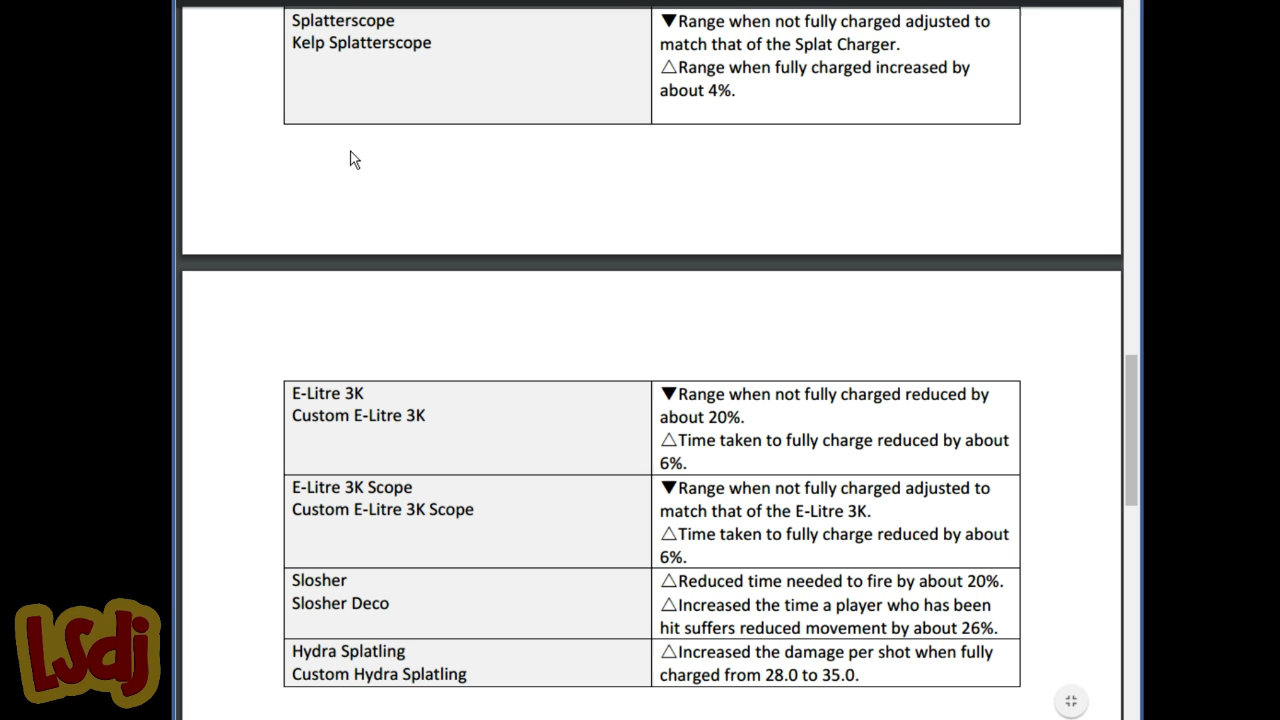 Splatterscope
Kelp Splatterscope
▼Range when not fully charged adjusted to
match that of the Splat Charger.
△Range when fully charged increased by
about 4%.
E-Litre 3K
Custom E-Litre 3K
▼Range when not fully charged reduced by
about 20%.
△Time taken to fully charge reduced by about
6%.
E-Litre 3K Scope
Custom E-Litre 3K Scope
▼Range when not fully charged adjusted to
match that of the E-Litre 3K.
△Time taken to fully charge reduced by about
6%.
Slosher
Slosher Deco
△Reduced time needed to fire by about 20%.
△Increased the time a player who has been
hit suffers reduced movement by about 26%.
Hydra Splatling
Custom Hydra Splatling
△Increased the damage per shot when fully
charged from 28.0 to 35.0.
LSdj